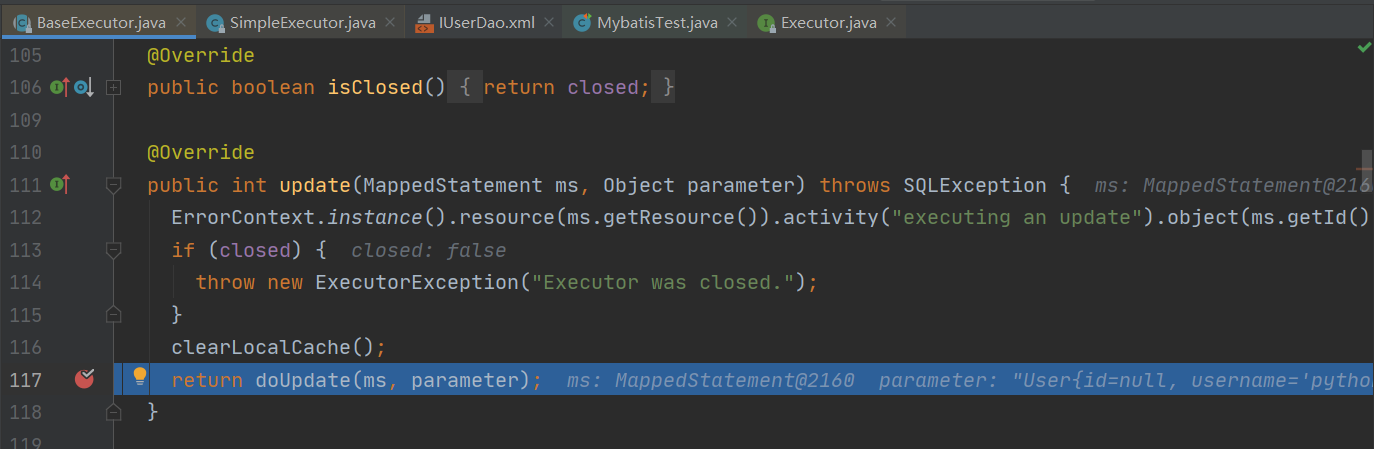 BaseExecutor.java SimpleExecutor.java IUserDao.xml MybatisTest.java Executor.java
105 @Override
106 public boolean isClosed() { return closed; }
109
110 @Override
111 public int update(MappedStatement ms, Object parameter) throws SQLException { ms: MappedStatement@2160
112 ErrorContext.instance().resource(ms.getResource()).activity("executing an update").object(ms.getId()
113 if (closed) { closed: false
114 throw new ExecutorException("Executor was closed.");
115 }
116 clearLocalCache();
117 return doUpdate(ms, parameter); ms: MappedStatement@2160 parameter: "User{id=null, username='pytho
118 }
119